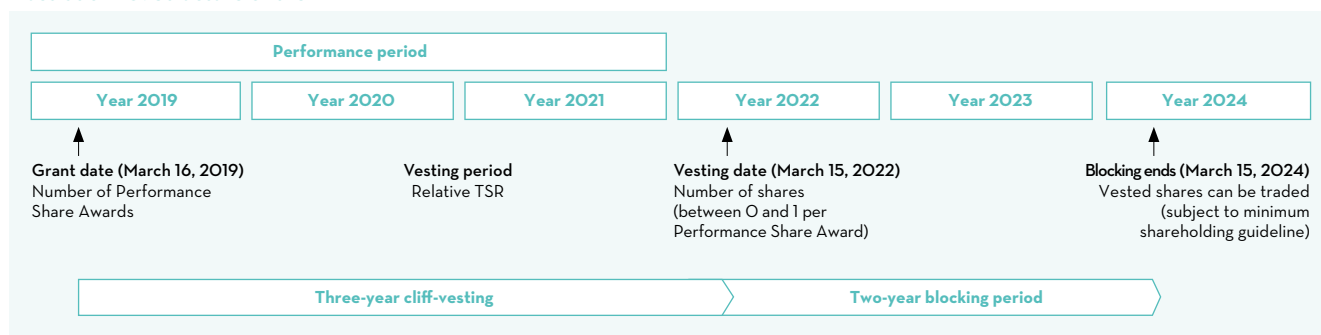 Performance period
Year 2019
Year 2020
Year 2021
Year 2022
Year 2023
Year 2024
Grant date (March 16, 2019)
Number of Performance
Share Awards
Vesting period
Relative TSR
Vesting date (March 15, 2022)
Number of shares
(between 0 and 1 per
Performance Share Award)
Blocking ends (March 15, 2024)
Vested shares can be traded
(subject to minimum
shareholding guideline)
Three-year cliff-vesting
Two-year blocking period